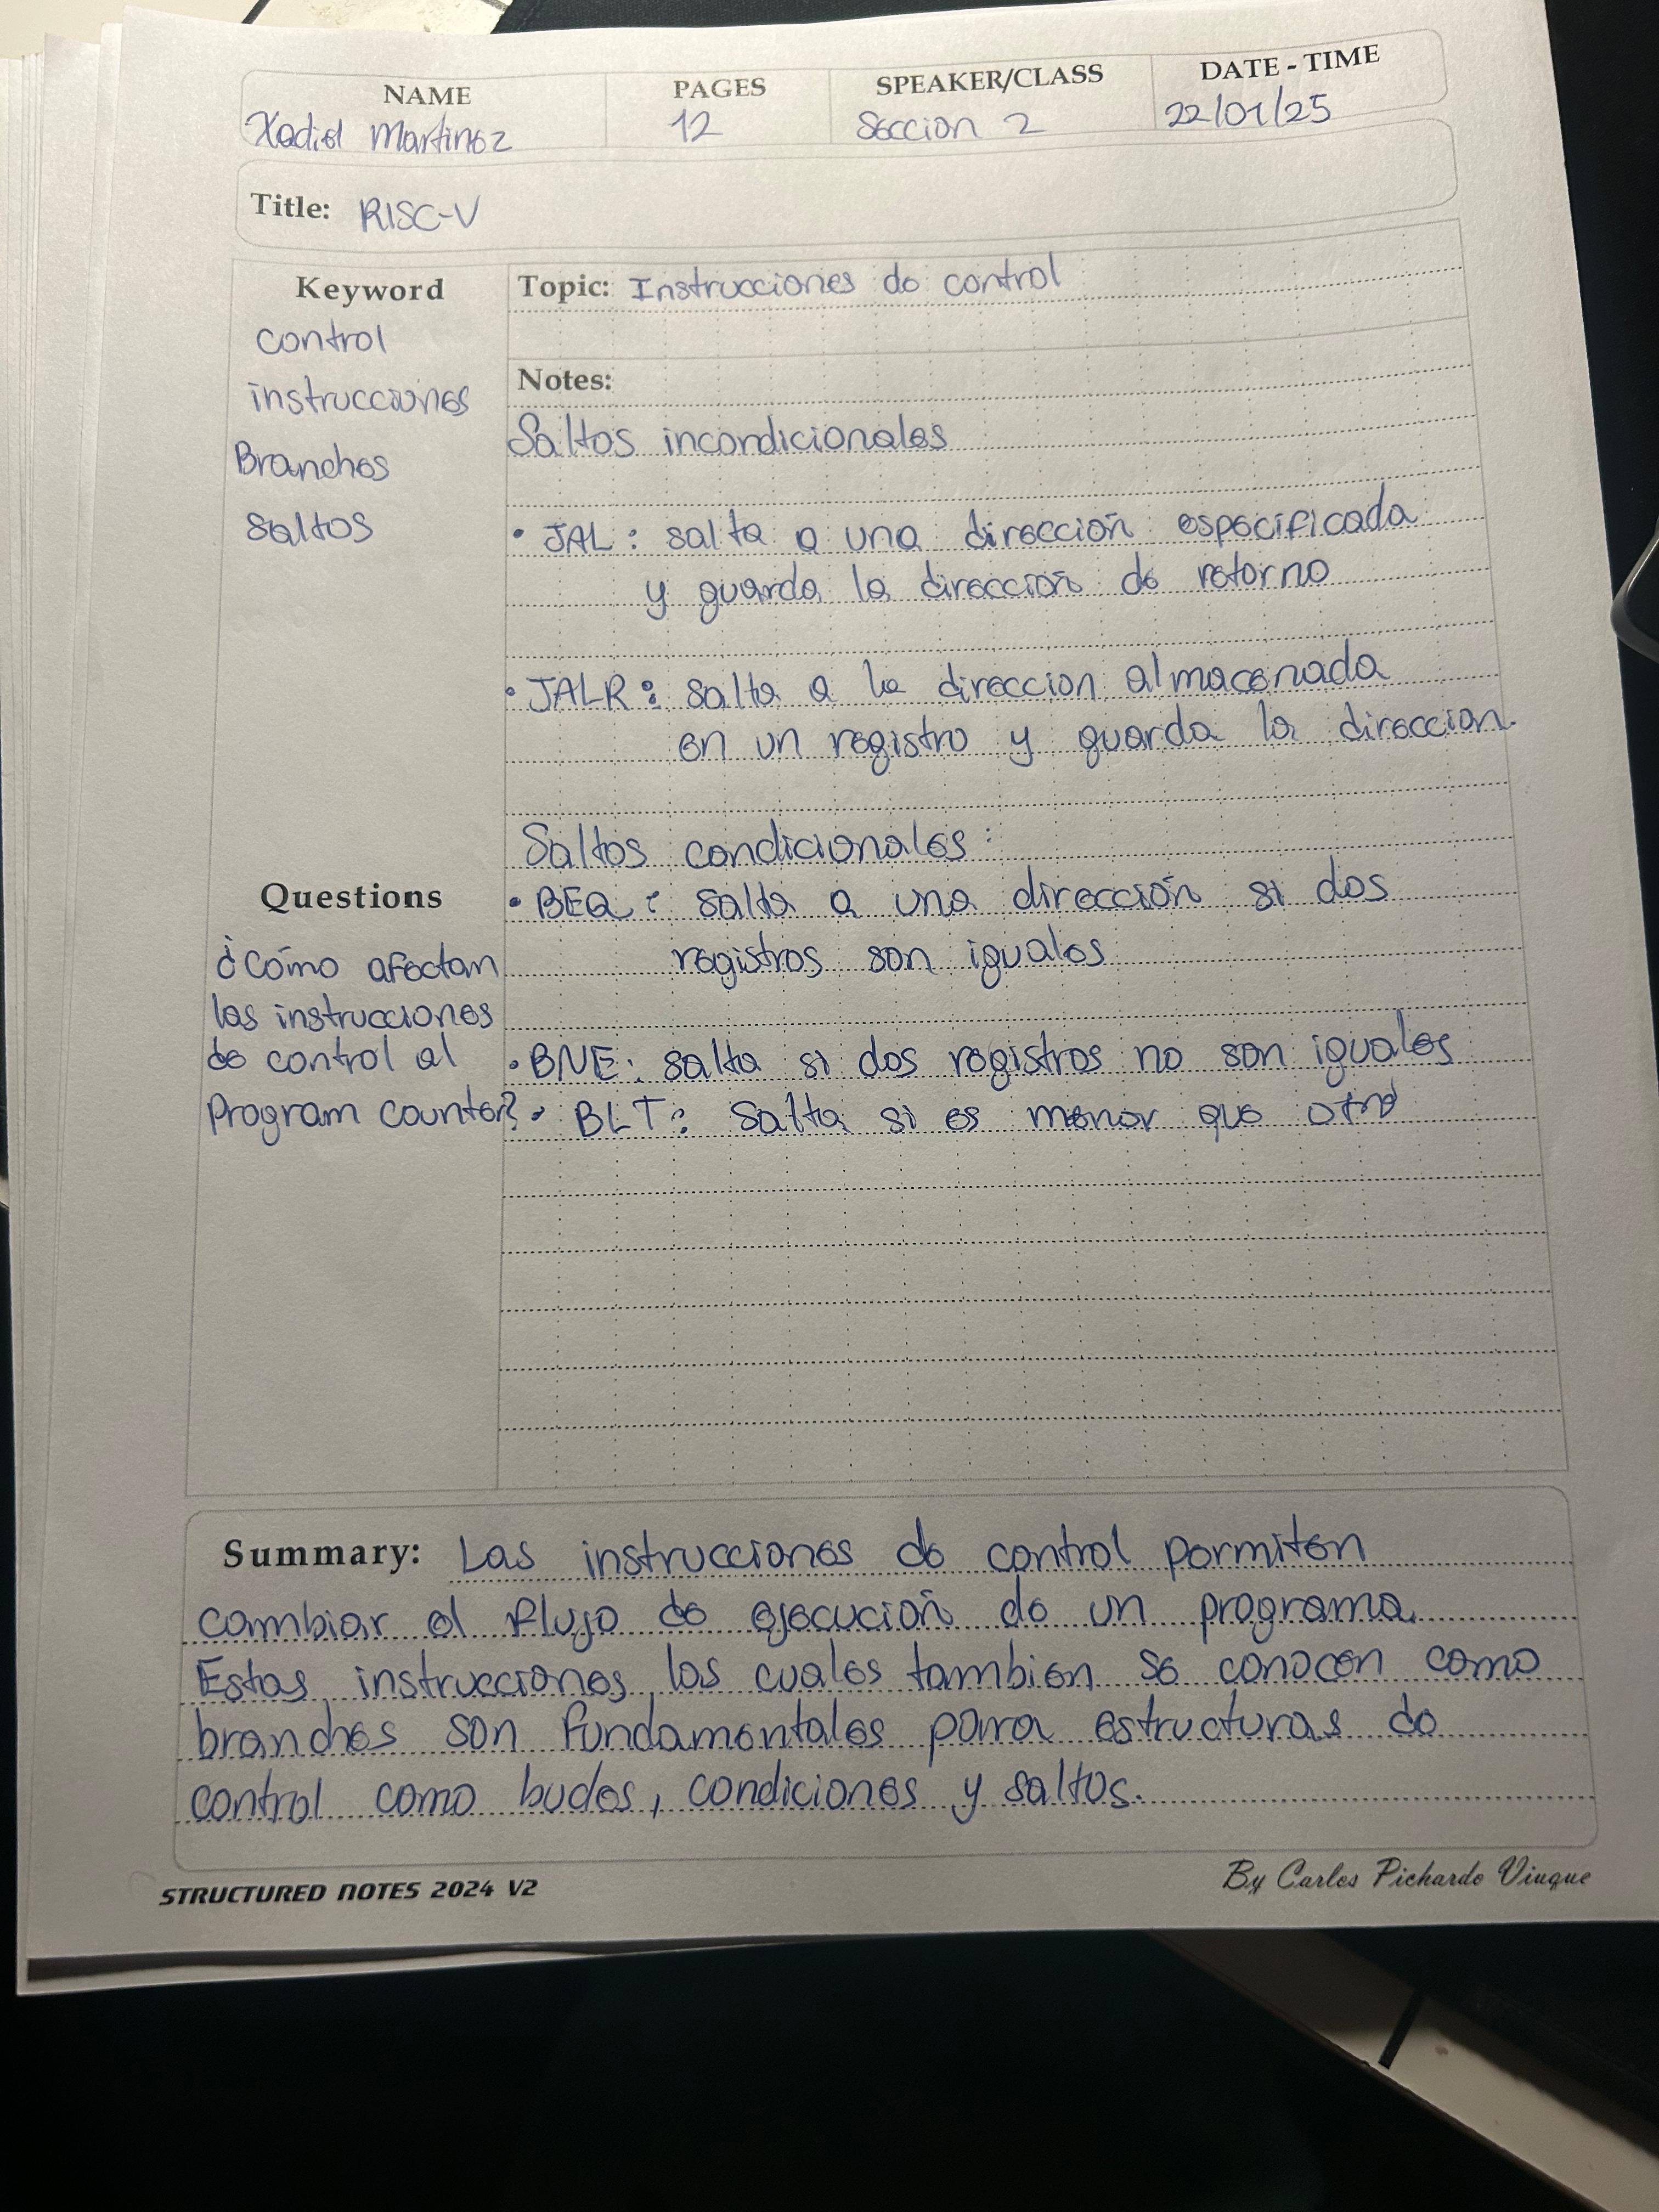 NAME PAGES SPEAKER/CLASS DATE - TIME
Xadiel Martinez 12 Seccion 2 22/01/25
Title: RISC-V
Keyword
control
instrucciones
Branches
saltos
Questions
¿Cómo afectan
las instrucciones
de control al
Program counter?
Topic: Instrucciones de control
Notes:
Saltos incondicionales
• JAL: salta a una dirección especificada
y guarda la dirección de retorno
• JALR: salta a la direccion almacenada
en un registro y guarda la direccion.
Saltos condicionales:
• BEQ: salta a una dirección si dos
registros son iguales
• BNE: salta si dos registros no son iguales
• BLT: Salta si es menor que otro
Summary: Las instrucciones de control permiten
cambiar el flujo de ejecución de un programa.
Estas instrucciones, las cuales tambien se conocen como
branches son fundamentales para estructuras de
control como bucles, condiciones y saltos.
STRUCTURED NOTES 2024 V2
By Carlos Pichardo Viuque